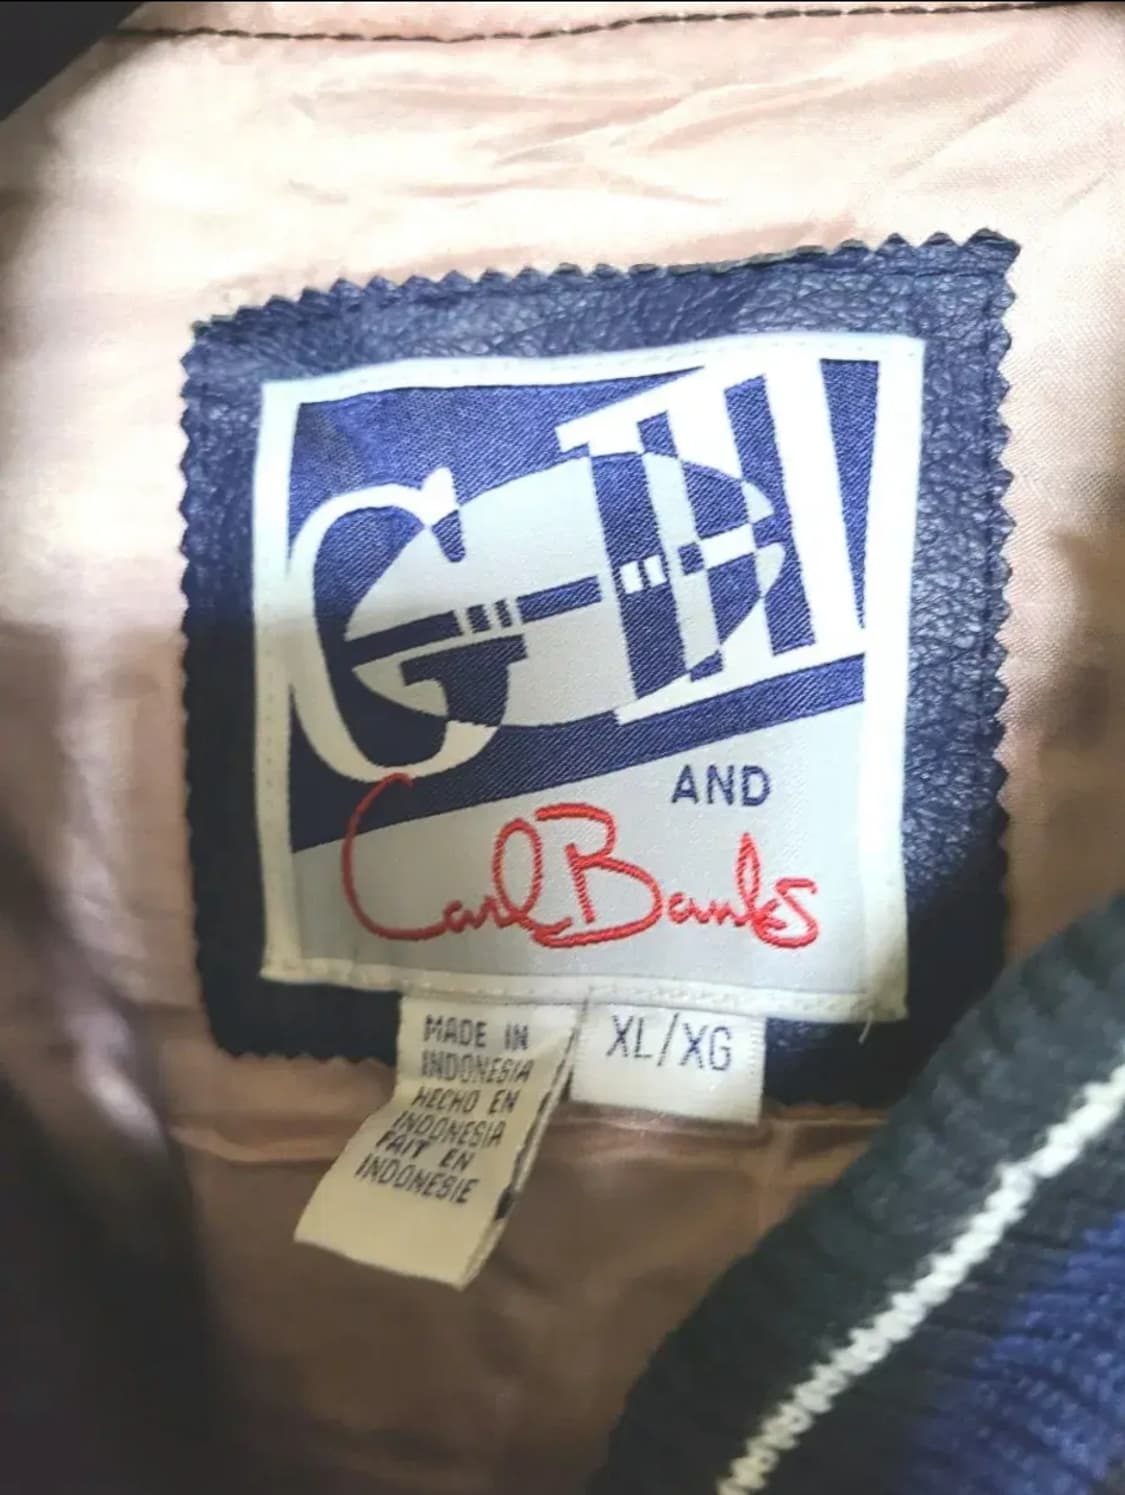 G-III
AND
Carl Banks
MADE IN
INDONESIA
HECHO EN
INDONESIA
FAIT EN
INDONESIE
XL/XG